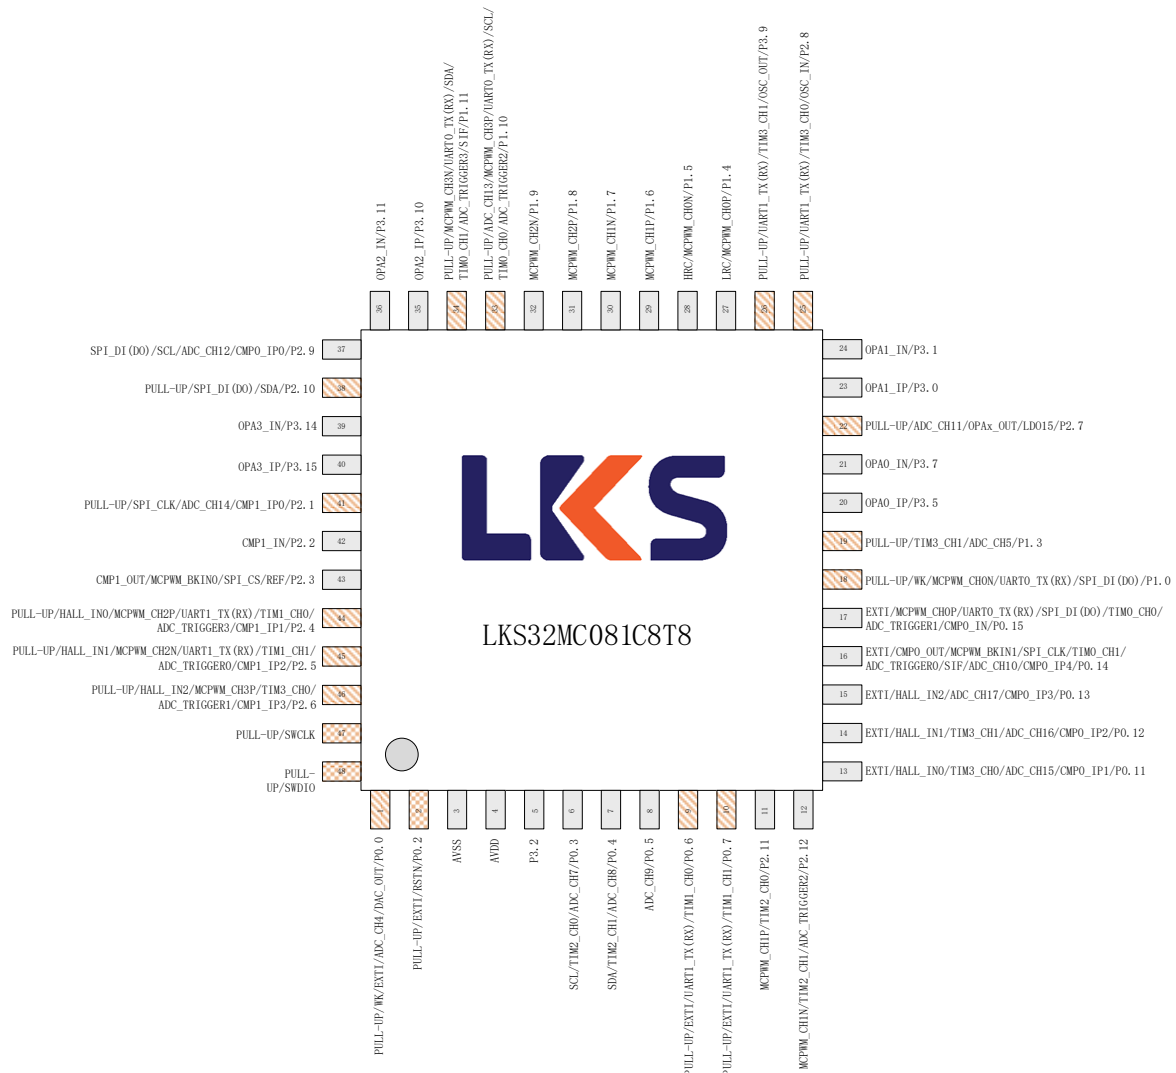 PULL-UP/MCPWM_CH3N/UART0_TX(RX)/SDA/
TIM0_CH1/ADC_TRIGGER3/SIF/P1.11
PULL-UP/ADC_CH13/MCPWM_CH3P/UART0_TX(RX)/SCL/
TIM0_CH0/ADC_TRIGGER2/P1.10
OPA2_IN/P3.11
OPA2_IP/P3.10
MCPWM_CH2N/P1.9
MCPWM_CH2P/P1.8
MCPWM_CH1N/P1.7
MCPWM_CH1P/P1.6
HRC/MCPWM_CH0N/P1.5
LRC/MCPWM_CH0P/P1.4
PULL-UP/UART1_TX(RX)/TIM3_CH1/OSC_OUT/P3.9
PULL-UP/UART1_TX(RX)/TIM3_CH0/OSC_IN/P2.8
36
35
34
33
32
31
30
29
28
27
26
25
SPI_DI(DO)/SCL/ADC_CH12/CMP0_IP0/P2.9
37
PULL-UP/SPI_DI(DO)/SDA/P2.10
38
OPA3_IN/P3.14
39
OPA3_IP/P3.15
40
PULL-UP/SPI_CLK/ADC_CH14/CMP1_IP0/P2.1
41
CMP1_IN/P2.2
42
CMP1_OUT/MCPWM_BKIN0/SPI_CS/REF/P2.3
43
PULL-UP/HALL_IN0/MCPWM_CH2P/UART1_TX(RX)/TIM1_CH0/
ADC_TRIGGER3/CMP1_IP1/P2.4
44
PULL-UP/HALL_IN1/MCPWM_CH2N/UART1_TX(RX)/TIM1_CH1/
ADC_TRIGGER0/CMP1_IP2/P2.5
45
PULL-UP/HALL_IN2/MCPWM_CH3P/TIM3_CH0/
ADC_TRIGGER1/CMP1_IP3/P2.6
46
PULL-UP/SWCLK
47
PULL-
UP/SWDIO
48
LKS
LKS32MC081C8T8
24
OPA1_IN/P3.1
23
OPA1_IP/P3.0
22
PULL-UP/ADC_CH11/OPAx_OUT/LDO15/P2.7
21
OPA0_IN/P3.7
20
OPA0_IP/P3.5
19
PULL-UP/TIM3_CH1/ADC_CH5/P1.3
18
PULL-UP/WK/MCPWM_CH0N/UART0_TX(RX)/SPI_DI(DO)/P1.0
17
EXTI/MCPWM_CH0P/UART0_TX(RX)/SPI_DI(DO)/TIM0_CH0/
ADC_TRIGGER1/CMP0_IN/P0.15
16
EXTI/CMP0_OUT/MCPWM_BKIN1/SPI_CLK/TIM0_CH1/
ADC_TRIGGER0/SIF/ADC_CH10/CMP0_IP4/P0.14
15
EXTI/HALL_IN2/ADC_CH17/CMP0_IP3/P0.13
14
EXTI/HALL_IN1/TIM3_CH1/ADC_CH16/CMP0_IP2/P0.12
13
EXTI/HALL_IN0/TIM3_CH0/ADC_CH15/CMP0_IP1/P0.11
1
2
3
4
5
6
7
8
9
10
11
12
PULL-UP/WK/EXTI/ADC_CH4/DAC_OUT/P0.0
PULL-UP/EXTI/RSTN/P0.2
AVSS
AVDD
P3.2
SCL/TIM2_CH0/ADC_CH7/P0.3
SDA/TIM2_CH1/ADC_CH8/P0.4
ADC_CH9/P0.5
PULL-UP/EXTI/UART1_TX(RX)/TIM1_CH0/P0.6
PULL-UP/EXTI/UART1_TX(RX)/TIM1_CH1/P0.7
MCPWM_CH1P/TIM2_CH0/P2.11
MCPWM_CH1N/TIM2_CH1/ADC_TRIGGER2/P2.12